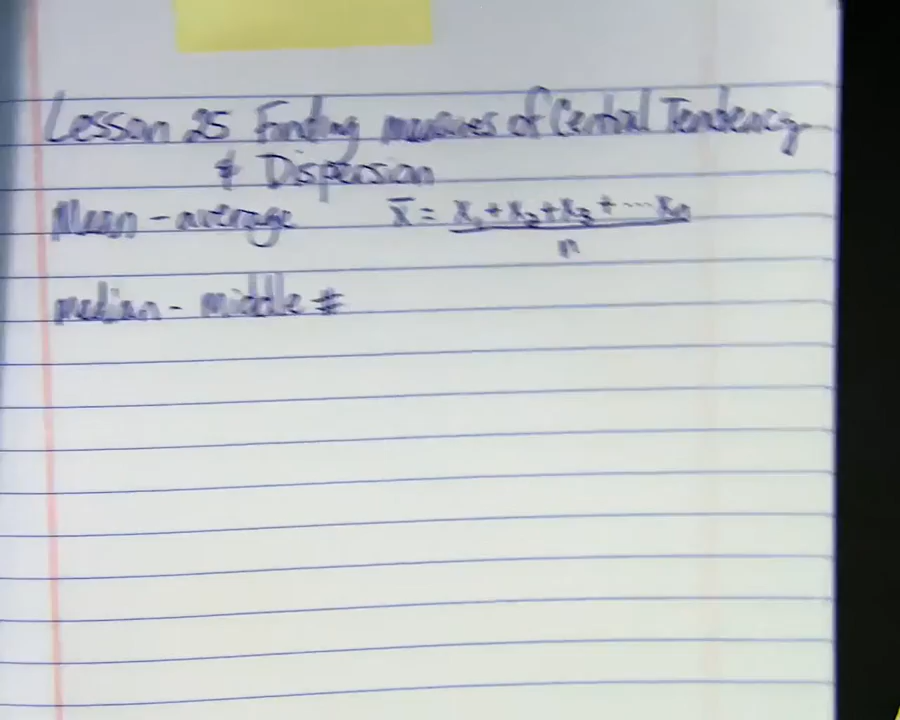 Lesson 25 Finding measures of Central Tendency
& Dispersion
Mean - average x̄ = x₁ + x₂ + x₃ + ... xₙ / n
median - middle #